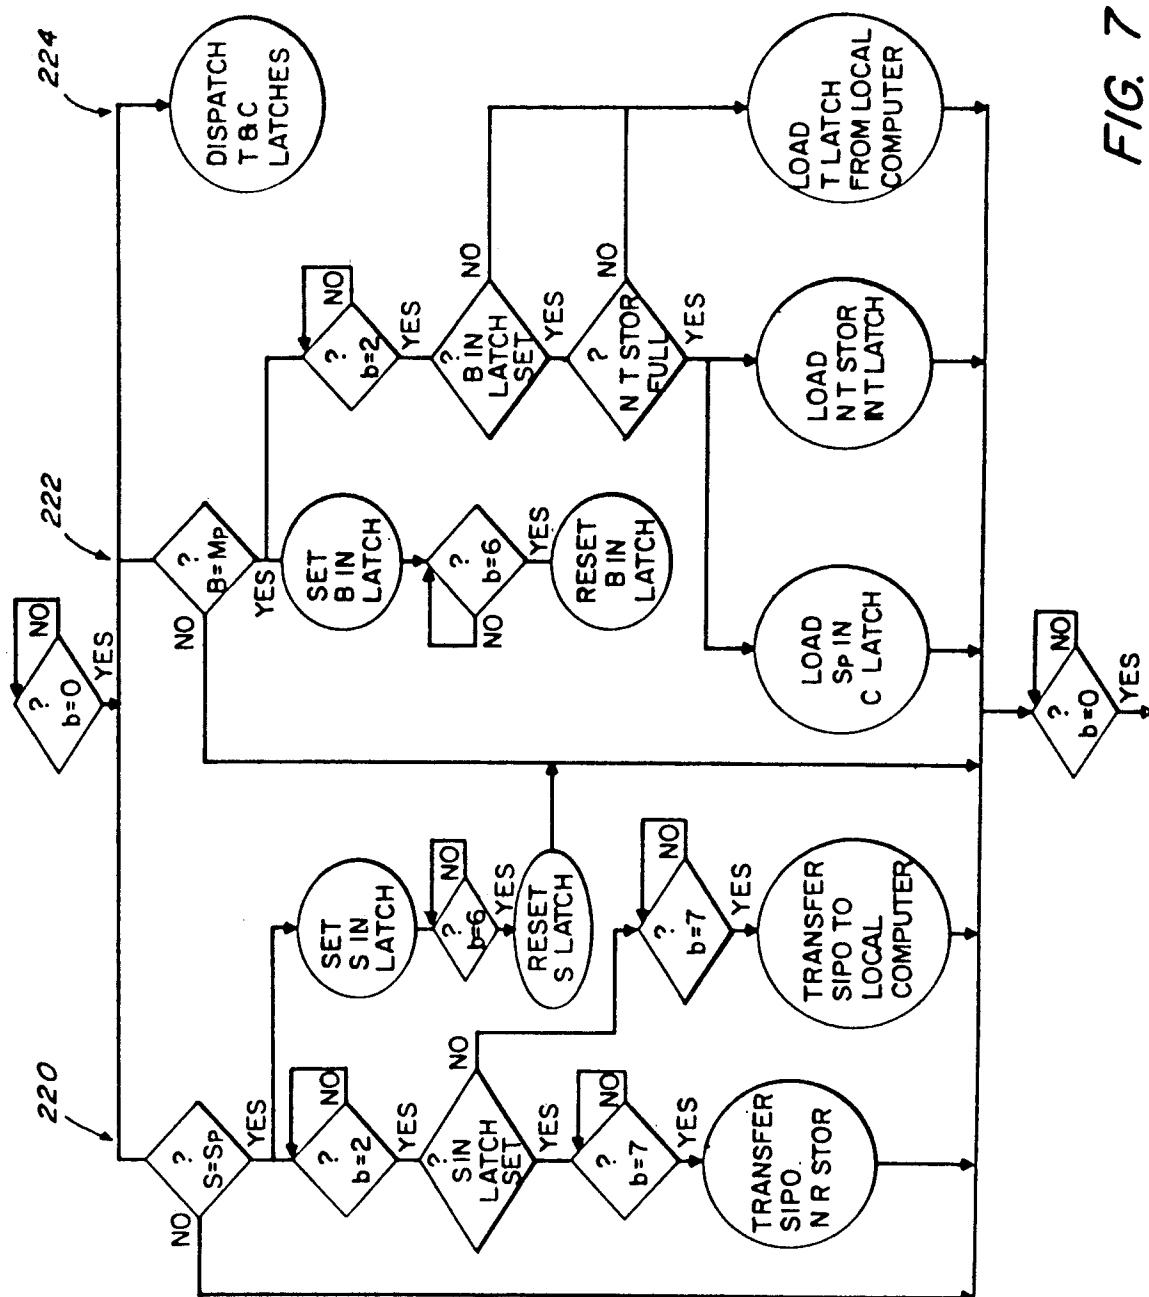 220
222
224
FIG. 7
?
b=0
NO
YES
?
S=SP
NO
YES
?
b=2
NO
YES
?
S IN
LATCH
SET
NO
YES
?
b=7
NO
YES
TRANSFER
SIPO.
N R STOR
SET
S IN
LATCH
?
b=6
NO
YES
RESET
S LATCH
?
b=7
NO
YES
TRANSFER
SIPO TO
LOCAL
COMPUTER
?
B=MP
NO
YES
SET
B IN
LATCH
?
b=6
NO
YES
RESET
B IN
LATCH
?
b=2
NO
YES
?
B IN
LATCH
SET
NO
YES
?
N T STOR
FULL
NO
YES
LOAD
SP IN
C LATCH
LOAD
N T STOR
IN T LATCH
LOAD
T LATCH
FROM LOCAL
COMPUTER
DISPATCH
T & C
LATCHES
?
b=0
NO
YES